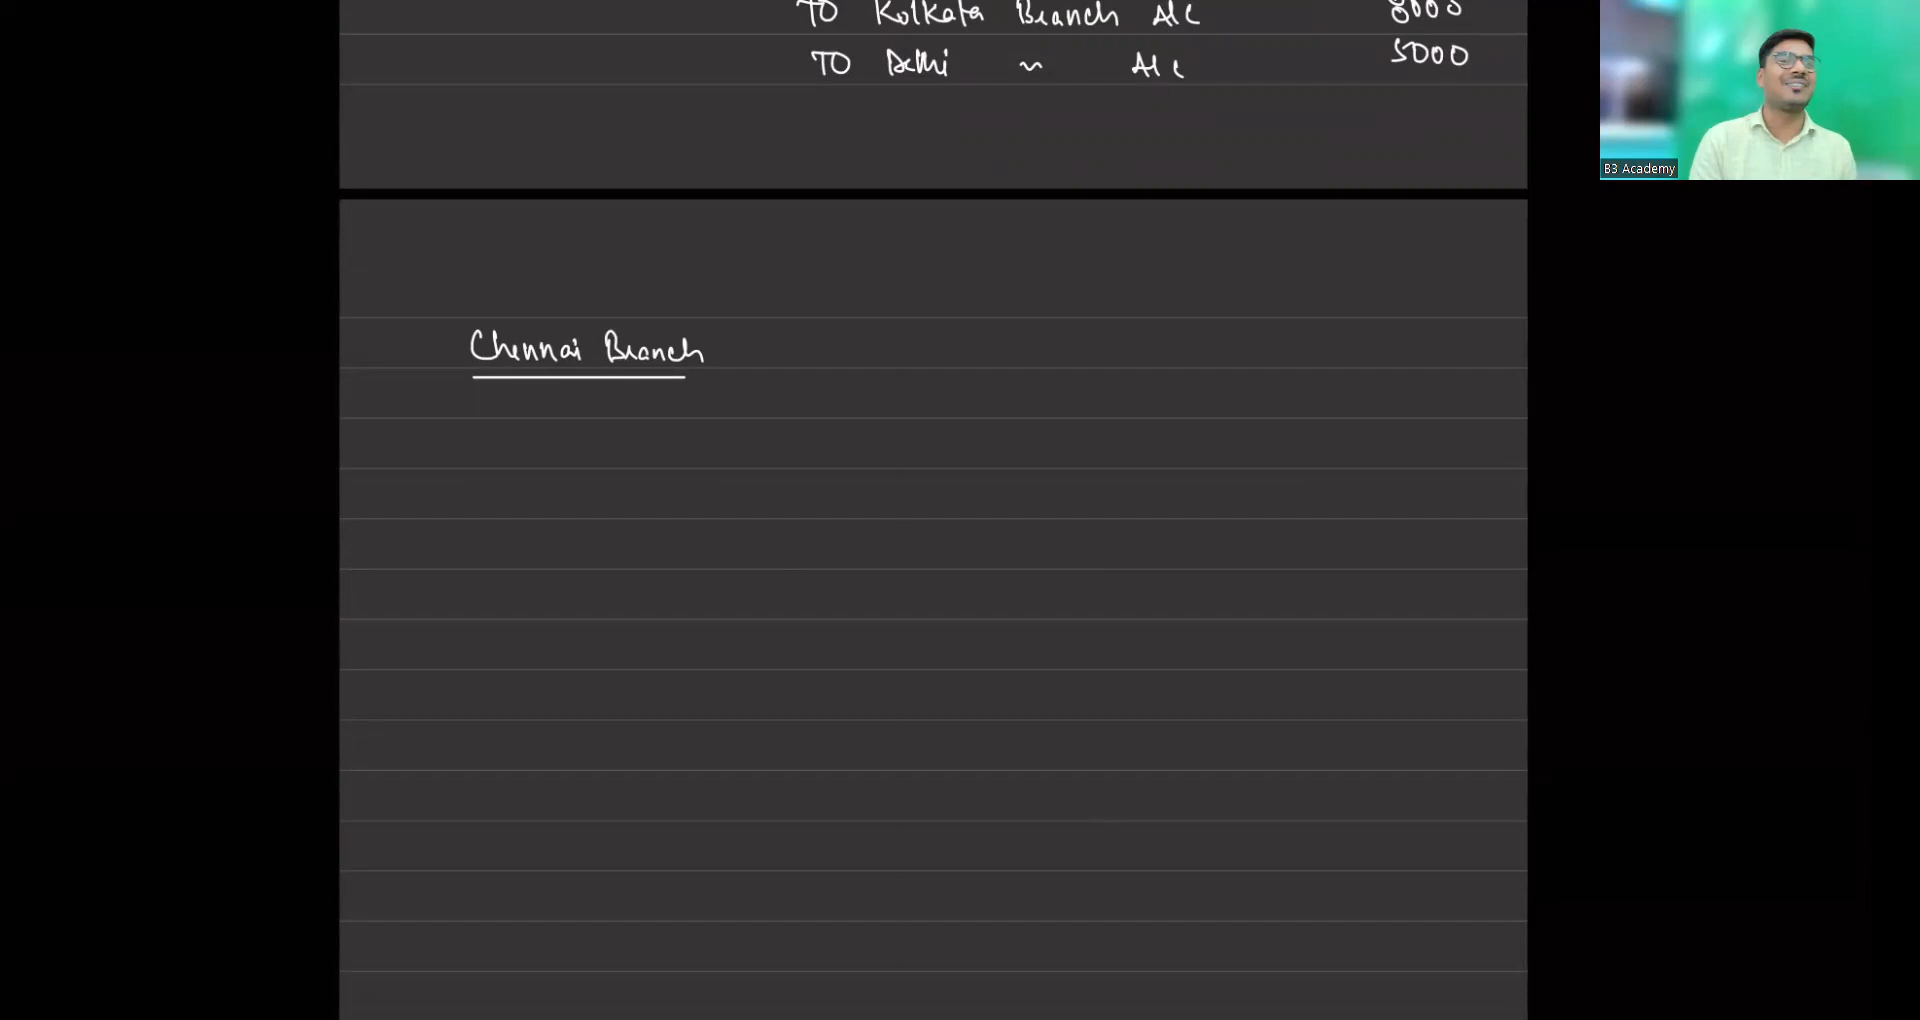 To Kolkata Branch A/c 8000
To Delhi ~ A/c 5000
B3 Academy
Chennai Branch